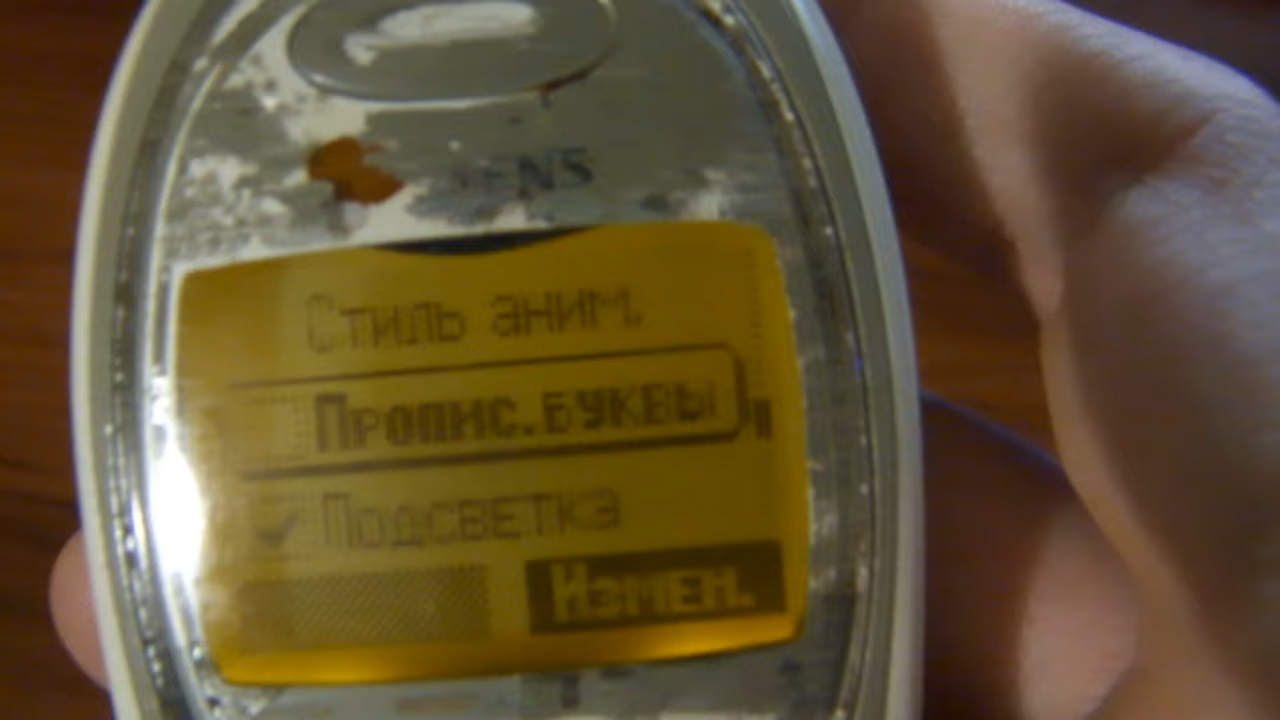 Стиль аним.
Пропис.буквы
Подсветка
Измен.